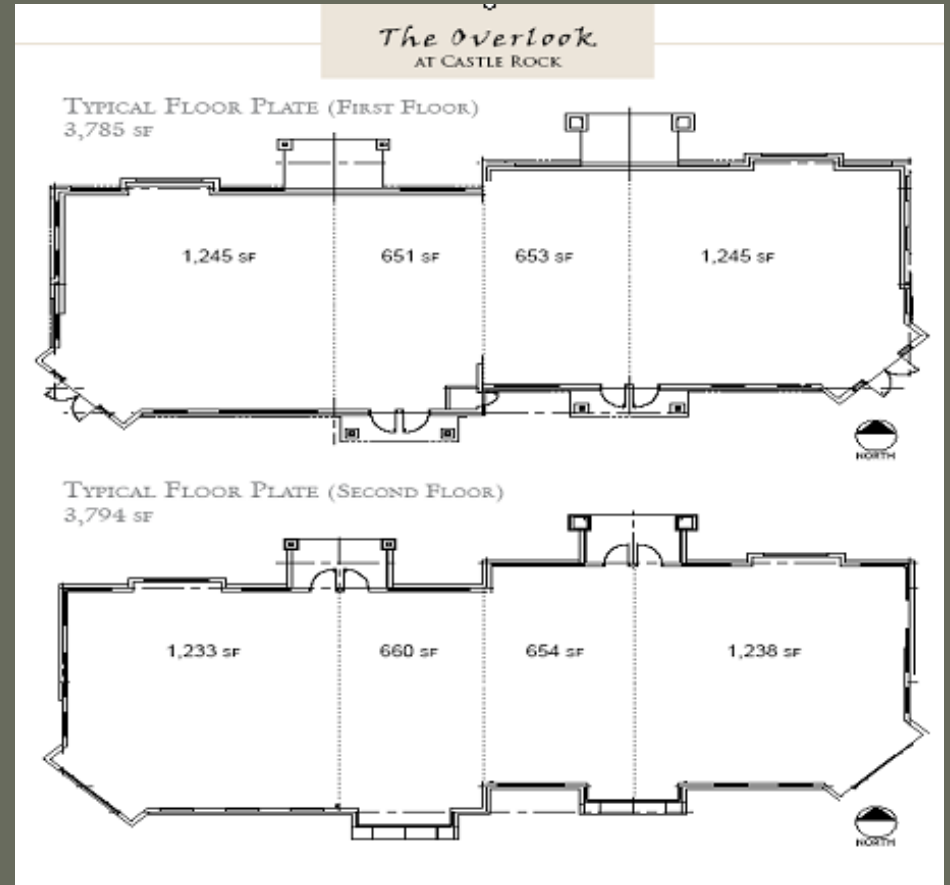 The Overlook
AT CASTLE ROCK
TYPICAL FLOOR PLATE (FIRST FLOOR)
3,785 SF
1,245 SF
651 SF
653 SF
1,245 SF
NORTH
TYPICAL FLOOR PLATE (SECOND FLOOR)
3,794 SF
1,233 SF
660 SF
654 SF
1,238 SF
NORTH